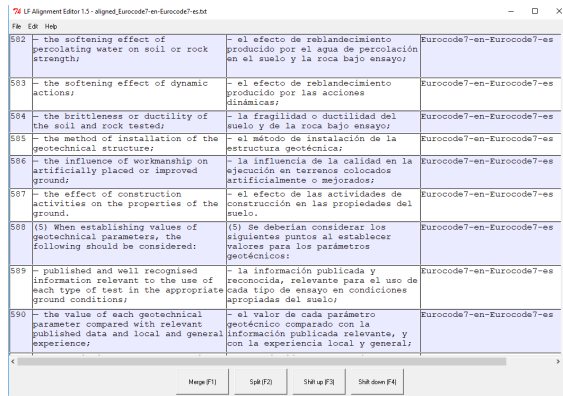 LF Alignment Editor 1.5 - aligned_Eurocode7-en-Eurocode7-es.txt
File Edit Help
582
– the softening effect of
percolating water on soil or rock
strength;
– el efecto de reblandecimiento
producido por el agua de percolación
en el suelo y la roca bajo ensayo;
Eurocode7-en-Eurocode7-es
583
– the softening effect of dynamic
actions;
– el efecto de reblandecimiento
producido por las acciones
dinámicas;
Eurocode7-en-Eurocode7-es
584
– the brittleness or ductility of
the soil and rock tested;
– la fragilidad o ductilidad del
suelo y de la roca bajo ensayo;
Eurocode7-en-Eurocode7-es
585
– the method of installation of the
geotechnical structure;
– el método de instalación de la
estructura geotécnica;
Eurocode7-en-Eurocode7-es
586
– the influence of workmanship on
artificially placed or improved
ground;
– la influencia de la calidad en la
ejecución en terrenos colocados
artificialmente o mejorados;
Eurocode7-en-Eurocode7-es
587
– the effect of construction
activities on the properties of the
ground.
– el efecto de las actividades de
construcción en las propiedades del
suelo.
Eurocode7-en-Eurocode7-es
588
(5) When establishing values of
geotechnical parameters, the
following should be considered:
(5) Se deberían considerar los
siguientes puntos al establecer
valores para los parámetros
geotécnicos:
Eurocode7-en-Eurocode7-es
589
– published and well recognised
information relevant to the use of
each type of test in the appropriate
ground conditions;
– la información publicada y
reconocida, relevante para el uso de
cada tipo de ensayo en condiciones
apropiadas del suelo;
Eurocode7-en-Eurocode7-es
590
– the value of each geotechnical
parameter compared with relevant
published data and local and general
experience;
– el valor de cada parámetro
geotécnico comparado con la
información publicada relevante, y
con la experiencia local y general;
Eurocode7-en-Eurocode7-es
Merge (F1) Split (F2) Shift up (F3) Shift down (F4)